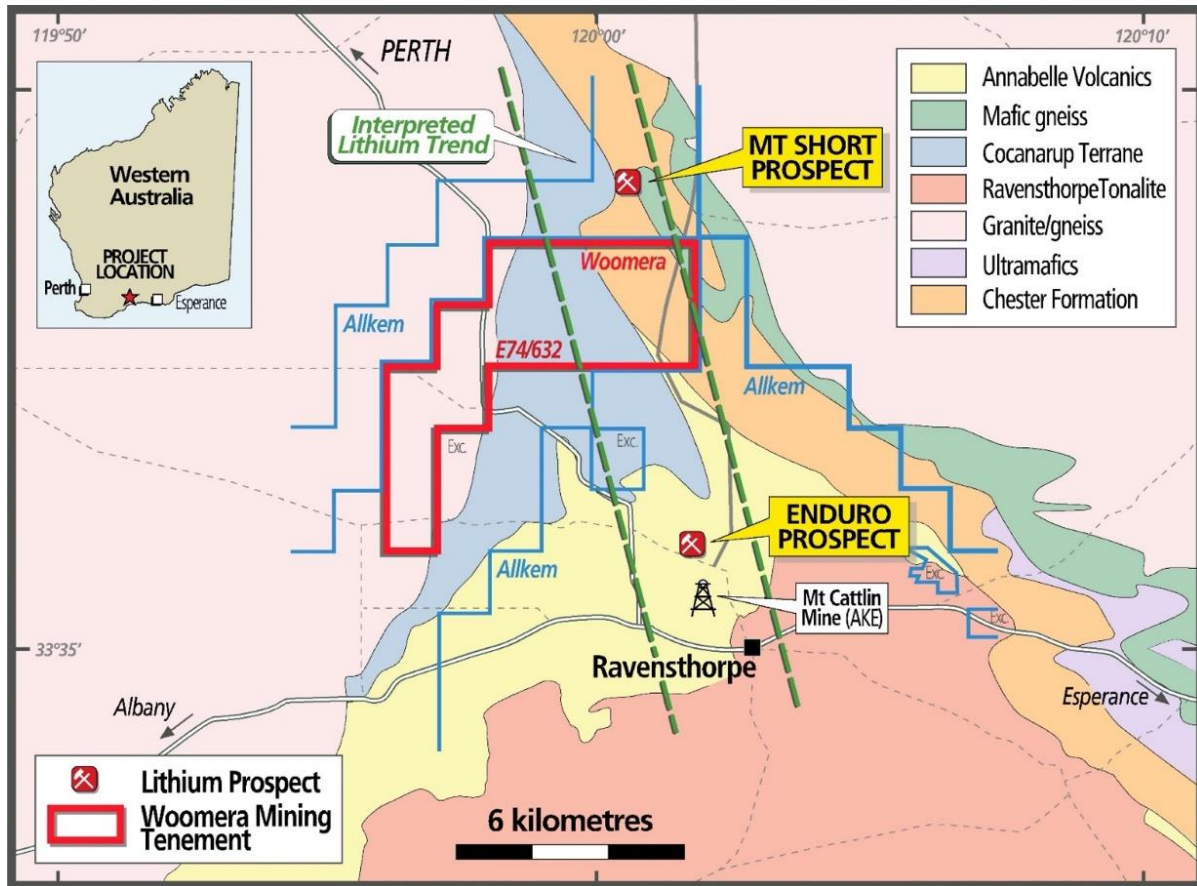 119°50'
120°00'
120°10'
PERTH
Western
Australia
PROJECT
LOCATION
Perth
Esperance
Interpreted
Lithium Trend
MT SHORT
PROSPECT
Annabelle Volcanics
Mafic gneiss
Cocanarup Terrane
RavensthorpeTonalite
Granite/gneiss
Ultramafics
Chester Formation
Woomera
Allkem
E74/632
Allkem
Exc.
Exc.
ENDURO
PROSPECT
Allkem
Exc.
Mt Cattlin
Mine (AKE)
Exc.
33°35'
Ravensthorpe
Albany
Esperance
Lithium Prospect
Woomera Mining
Tenement
6 kilometres